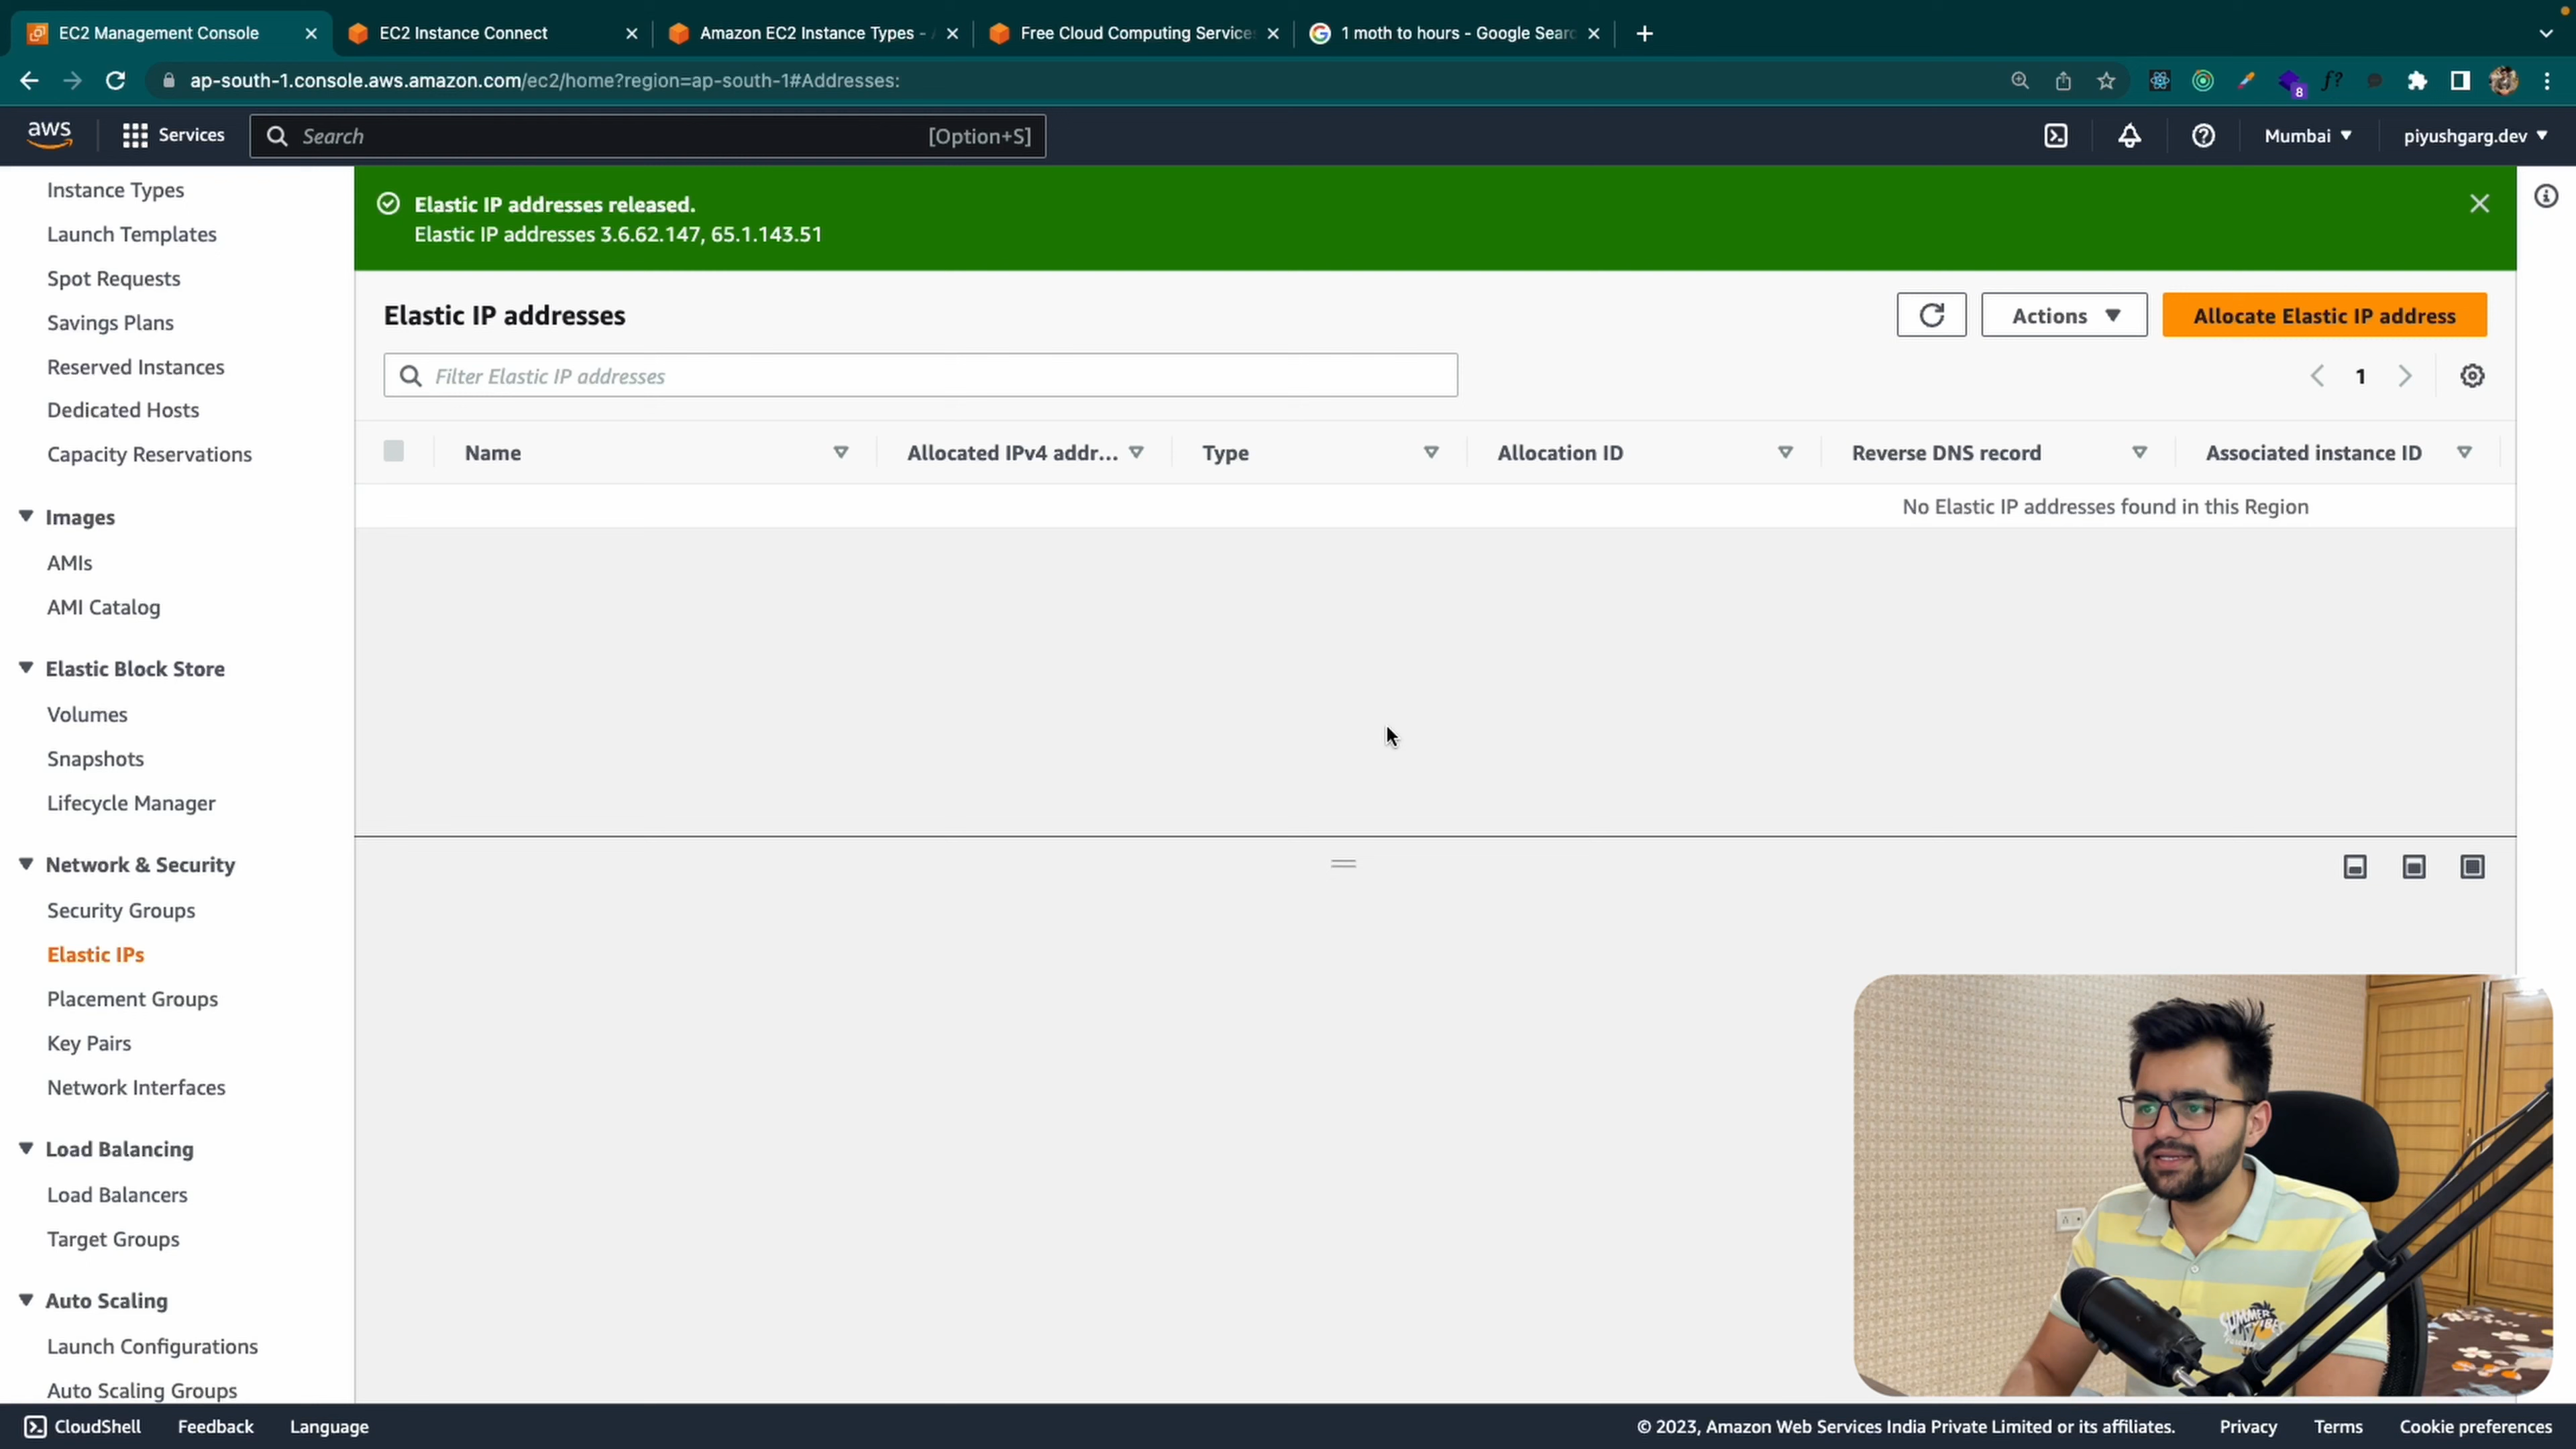 EC2 Management Console
EC2 Instance Connect
Amazon EC2 Instance Types -
Free Cloud Computing Service
1 moth to hours - Google Sear
ap-south-1.console.aws.amazon.com/ec2/home?region=ap-south-1#Addresses:
f?
8
aws
Services
Search
[Option+S]
Mumbai
piyushgarg.dev
Instance Types
Launch Templates
Spot Requests
Savings Plans
Reserved Instances
Dedicated Hosts
Capacity Reservations
Images
AMIs
AMI Catalog
Elastic Block Store
Volumes
Snapshots
Lifecycle Manager
Network & Security
Security Groups
Elastic IPs
Placement Groups
Key Pairs
Network Interfaces
Load Balancing
Load Balancers
Target Groups
Auto Scaling
Launch Configurations
Auto Scaling Groups
Elastic IP addresses released.
Elastic IP addresses 3.6.62.147, 65.1.143.51
Elastic IP addresses
Actions
Allocate Elastic IP address
Filter Elastic IP addresses
1
Name
Allocated IPv4 addr...
Type
Allocation ID
Reverse DNS record
Associated instance ID
No Elastic IP addresses found in this Region
SUMMER
CloudShell
Feedback
Language
© 2023, Amazon Web Services India Private Limited or its affiliates.
Privacy
Terms
Cookie preferences